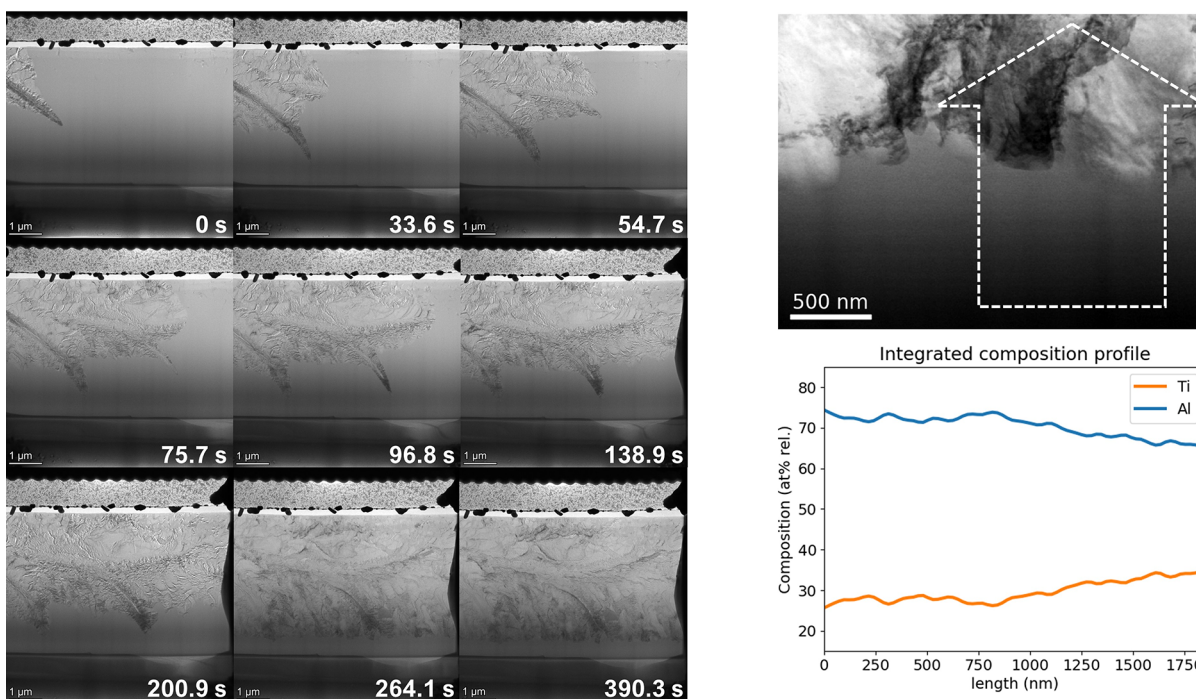 0 s
33.6 s
54.7 s
1 µm
1 µm
1 µm
75.7 s
96.8 s
138.9 s
1 µm
1 µm
1 µm
200.9 s
264.1 s
390.3 s
1 µm
1 µm
1 µm
500 nm
Integrated composition profile
Ti
Al
Composition (at% rel.)
80
70
60
50
40
30
20
0 250 500 750 1000 1250 1500 1750
length (nm)